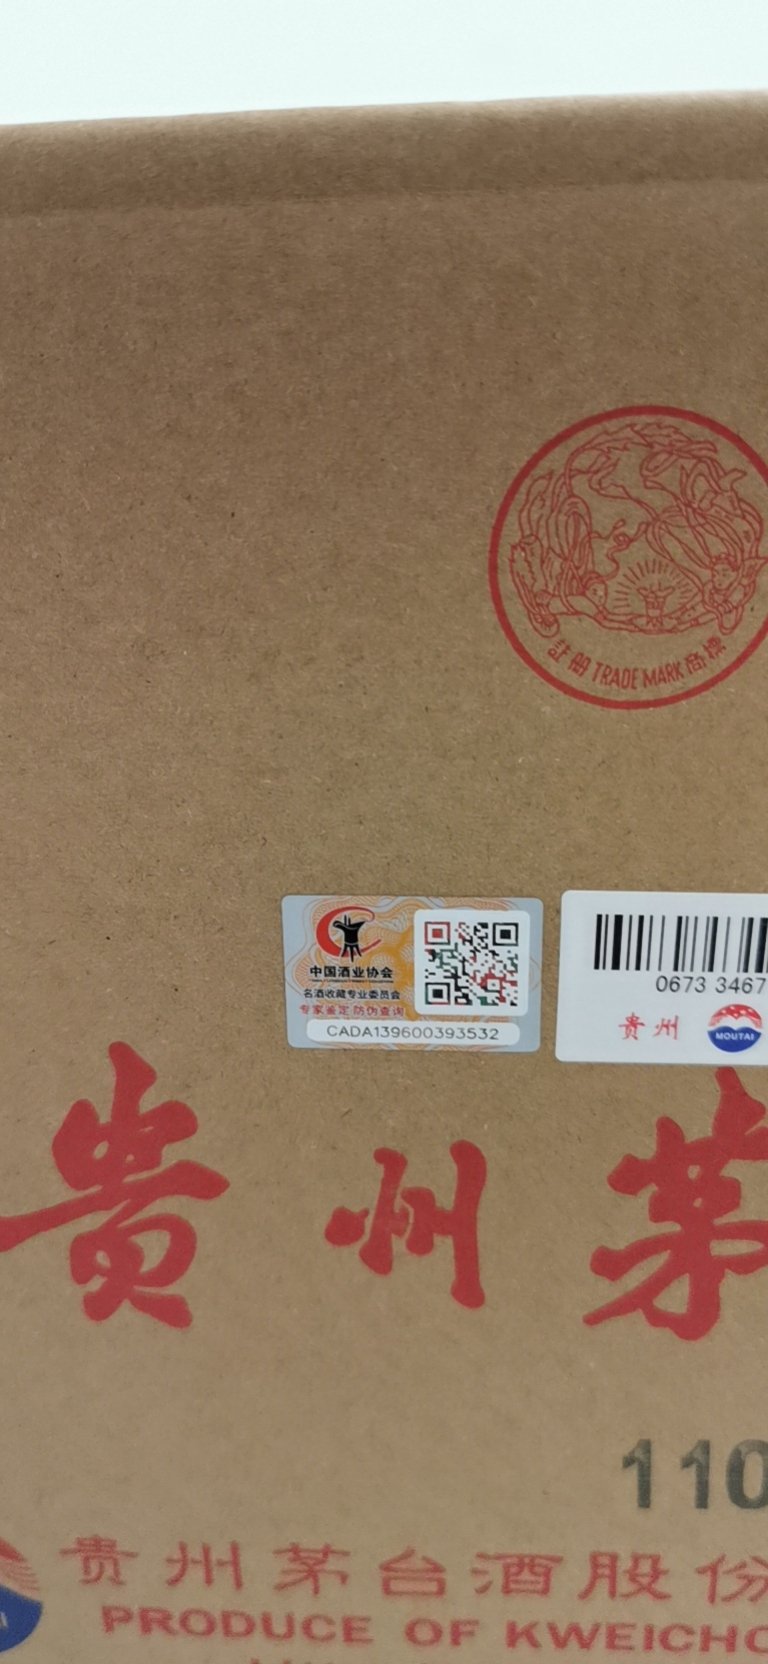 註册 TRADE MARK 商標
中国酒业协会
名酒收藏专业委员会
专家鉴定 防伪查询
CADA139600393532
0673 3467
贵州
MOUTAI
贵州茅
110
贵州茅台酒股份
PRODUCE OF KWEICHO